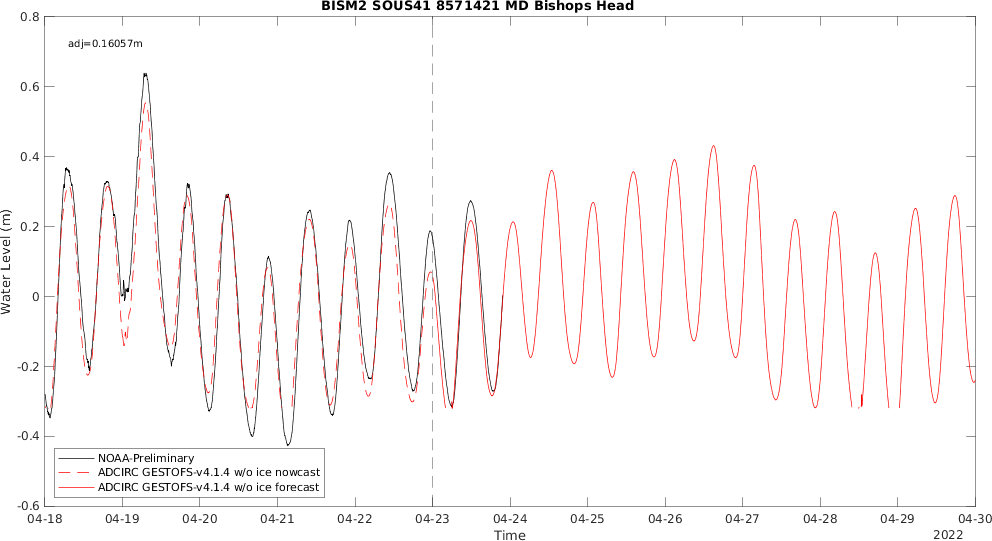 BISM2 SOUS41 8571421 MD Bishops Head
adj=0.16057m
0.8
0.6
0.4
0.2
0
-0.2
-0.4
-0.6
Water Level (m)
NOAA-Preliminary
ADCIRC GESTOFS-v4.1.4 w/o ice nowcast
ADCIRC GESTOFS-v4.1.4 w/o ice forecast
04-18 04-19 04-20 04-21 04-22 04-23 04-24 04-25 04-26 04-27 04-28 04-29 04-30
Time
2022